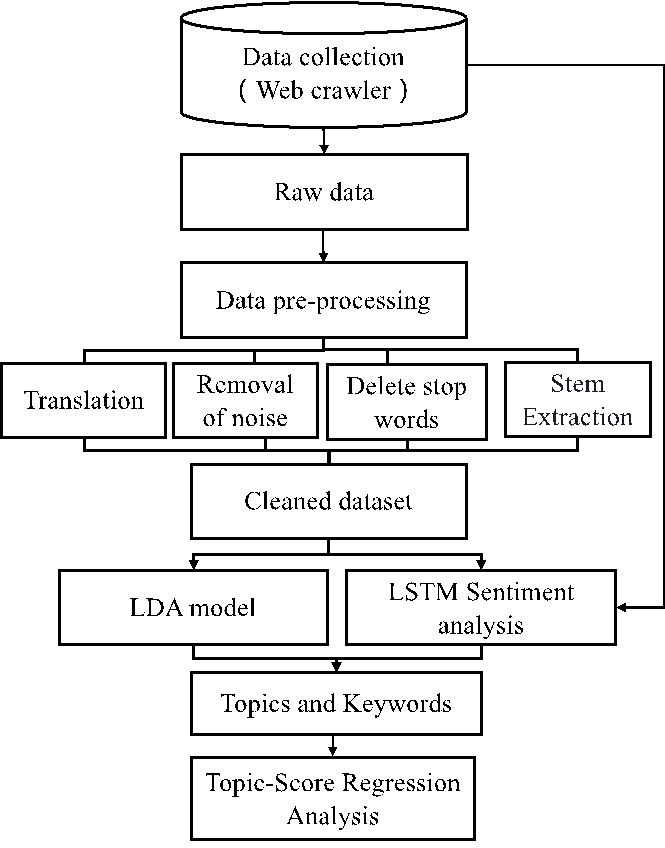 Data collection
( Web crawler )
Raw data
Data pre-processing
Translation
Removal
of noise
Delete stop
words
Stem
Extraction
Cleaned dataset
LDA model
LSTM Sentiment
analysis
Topics and Keywords
Topic-Score Regression
Analysis